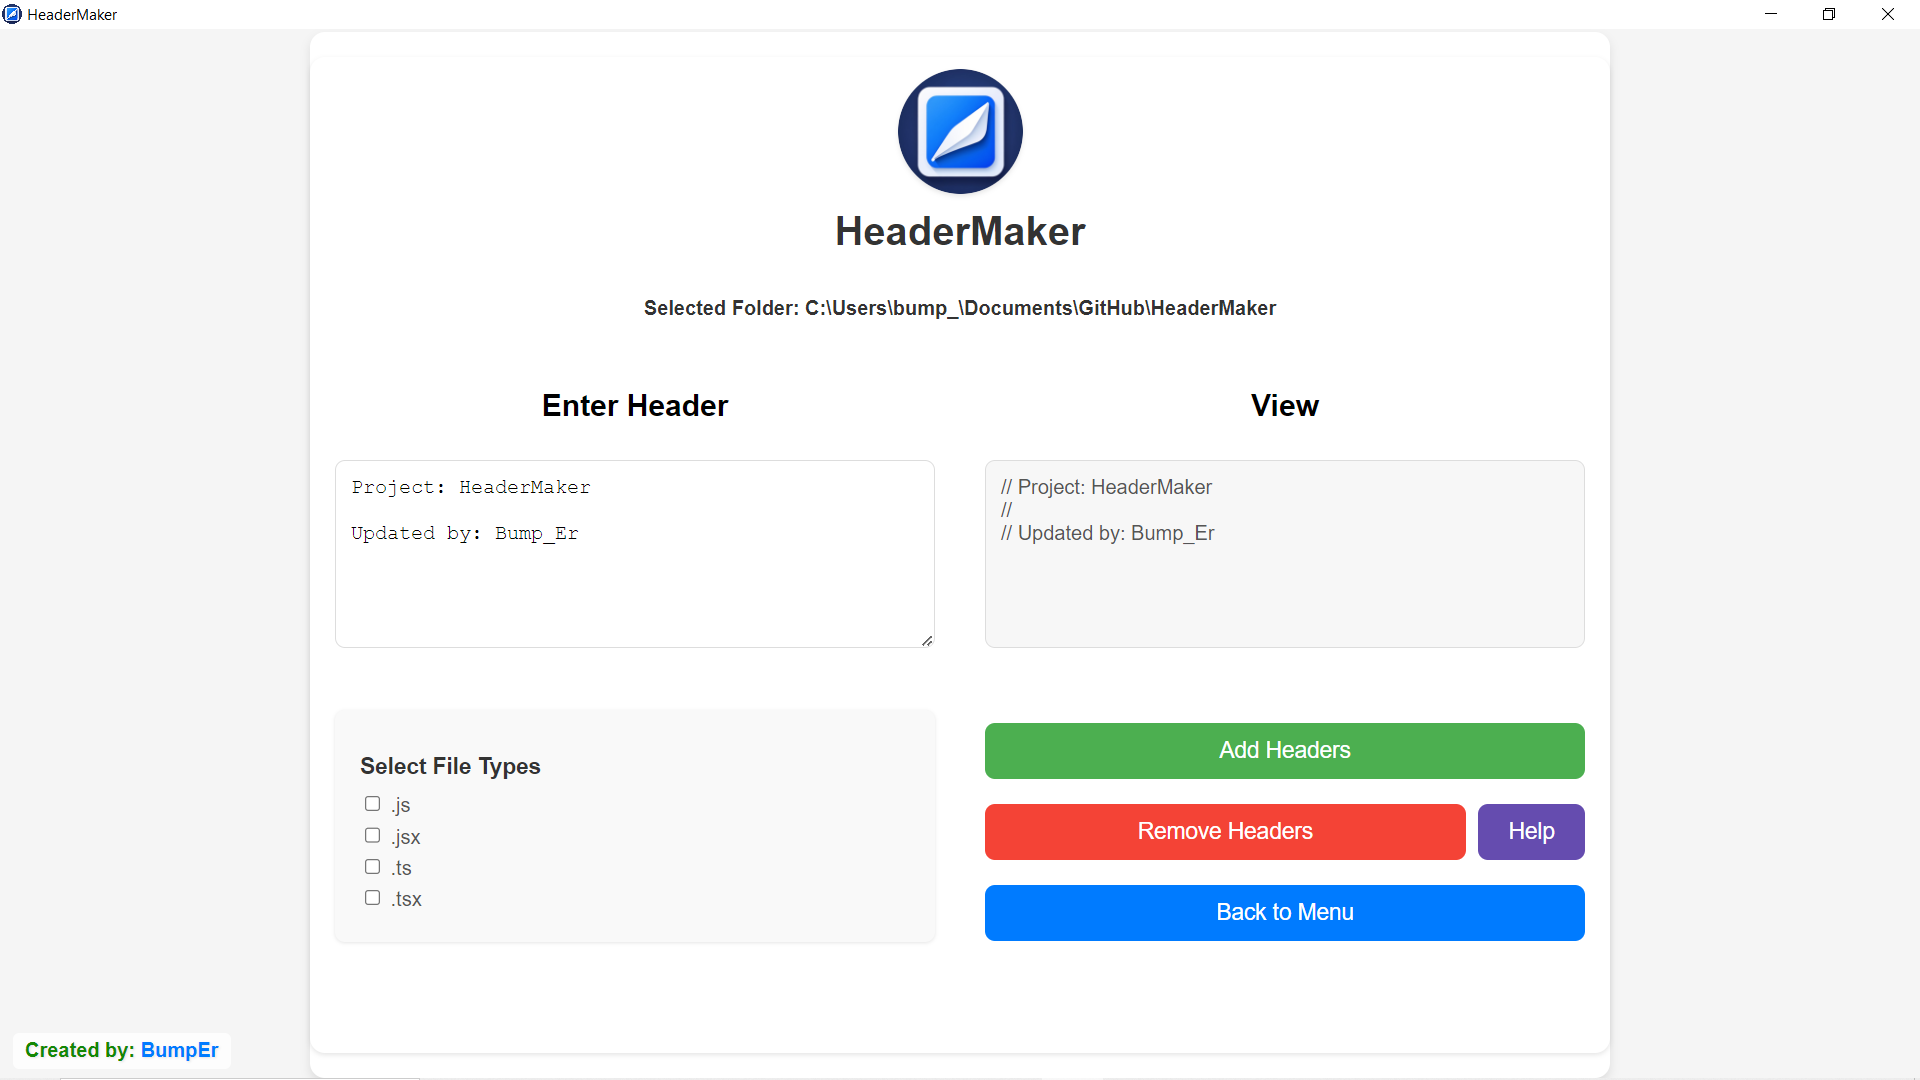 HeaderMaker
HeaderMaker
Selected Folder: C:\Users\bump_\Documents\GitHub\HeaderMaker
Enter Header
Project: HeaderMaker
Updated by: Bump_Er
View
// Project: HeaderMaker
//
// Updated by: Bump_Er
Select File Types
.js
.jsx
.ts
.tsx
Add Headers
Remove Headers
Help
Back to Menu
Created by: BumpEr